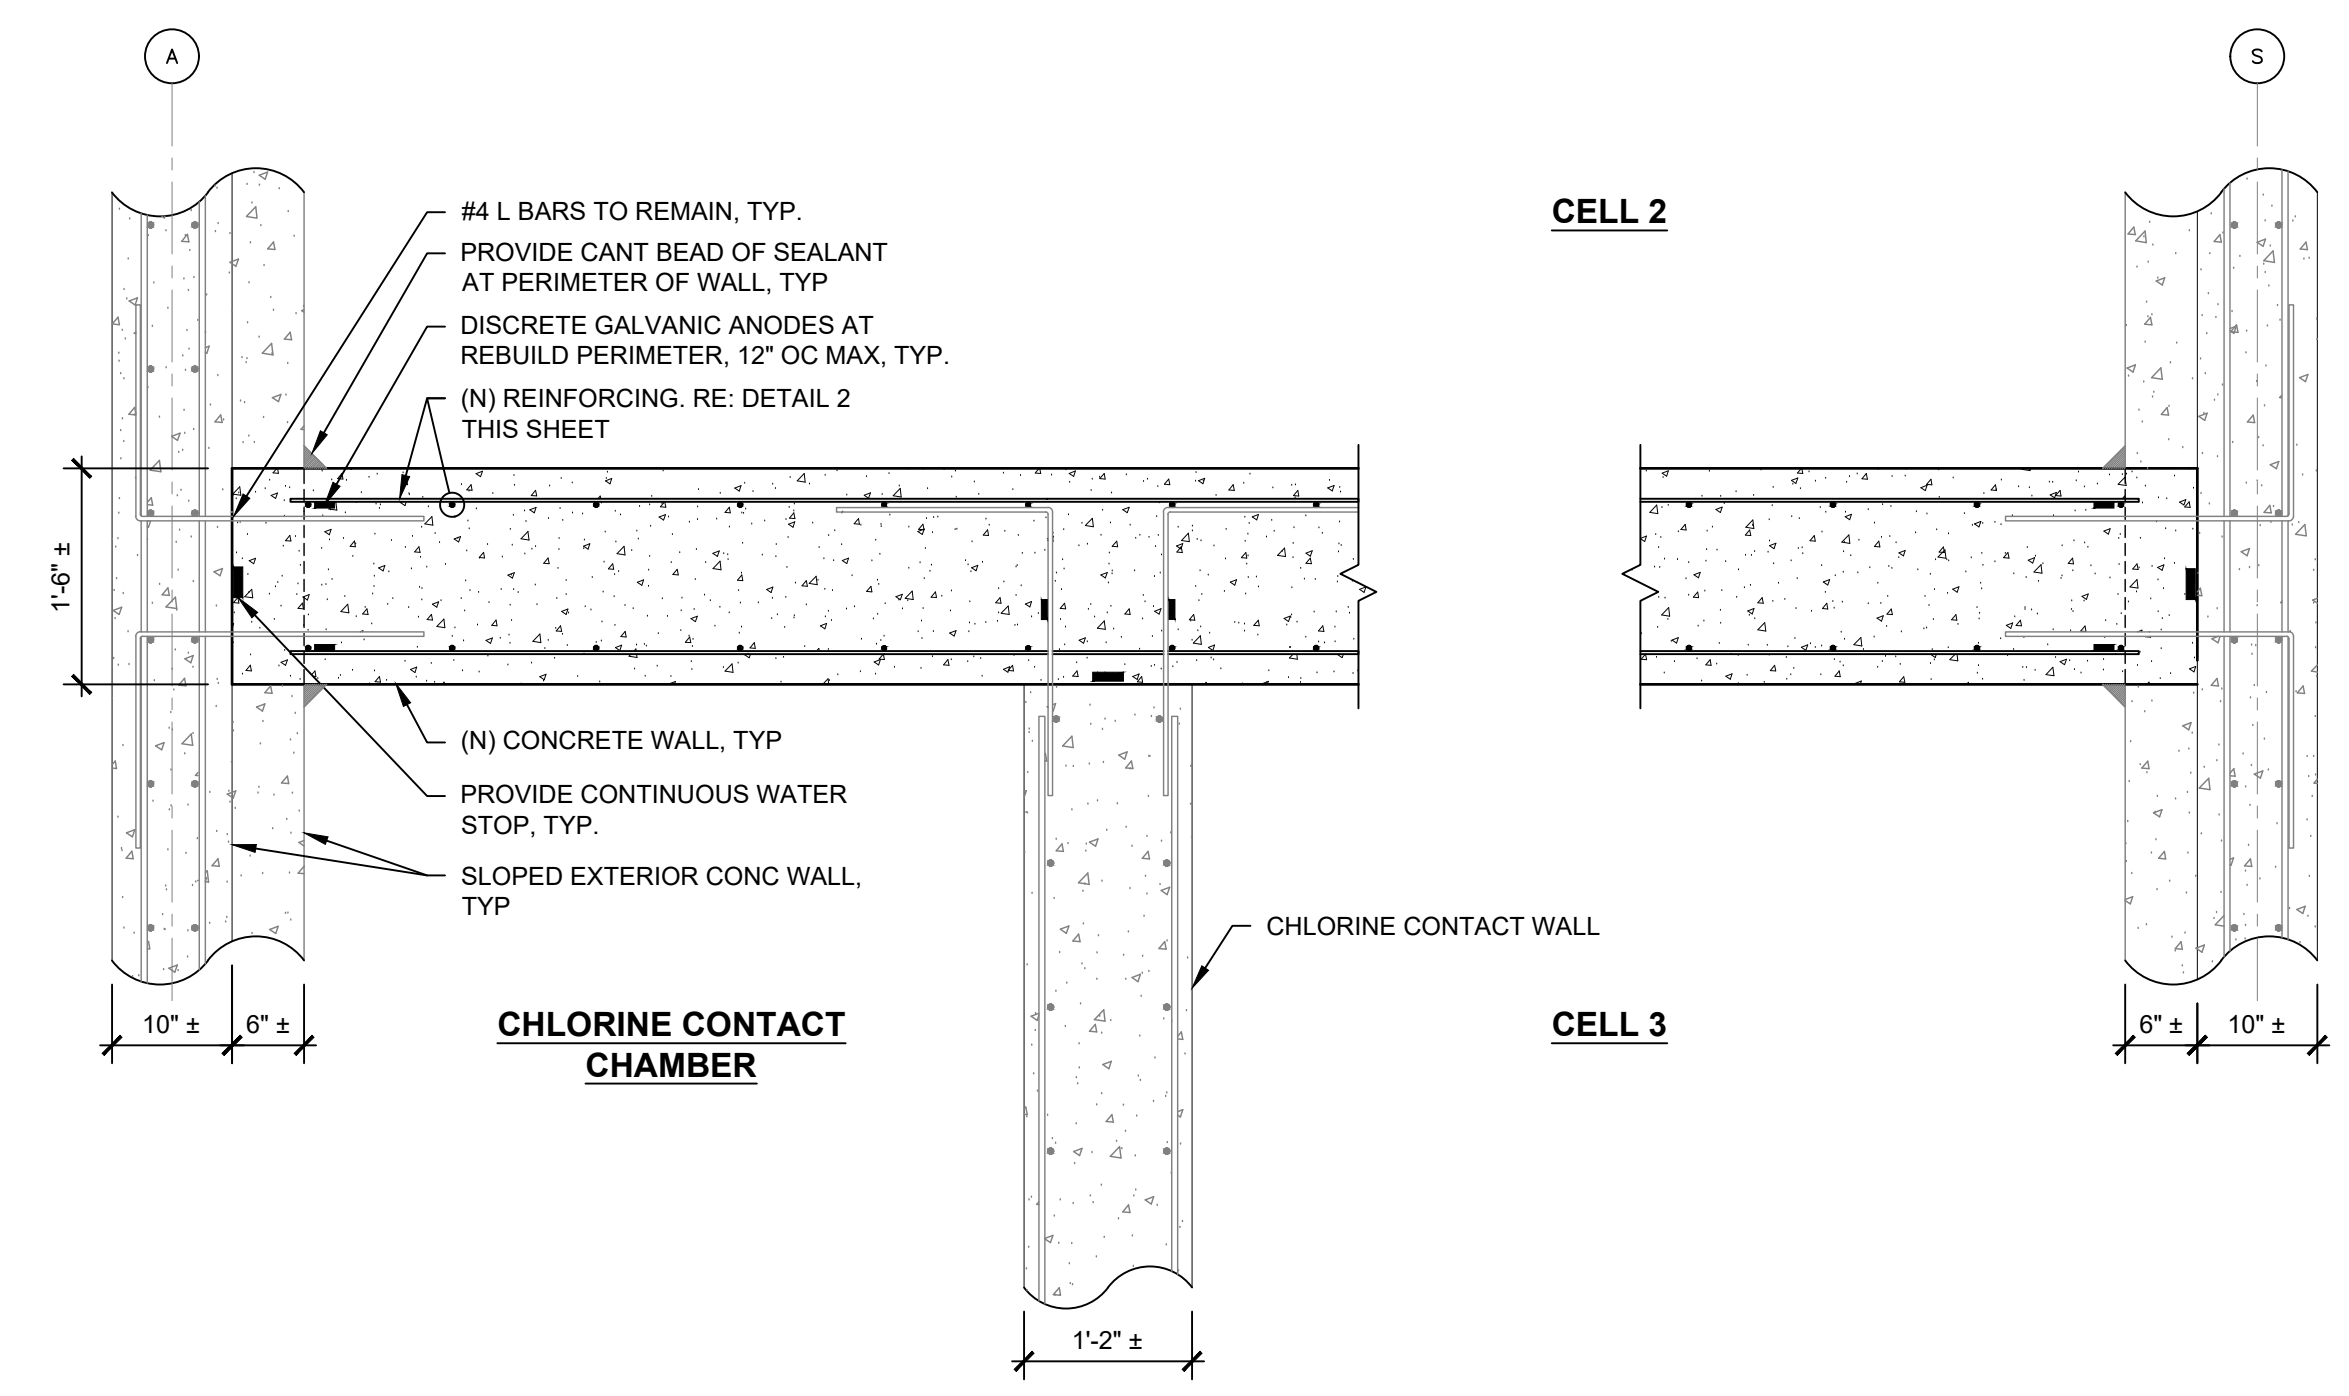 A
S
#4 L BARS TO REMAIN, TYP.
PROVIDE CANT BEAD OF SEALANT
AT PERIMETER OF WALL, TYP
DISCRETE GALVANIC ANODES AT
REBUILD PERIMETER, 12" OC MAX, TYP.
(N) REINFORCING. RE: DETAIL 2
THIS SHEET
CELL 2
1'-6" ±
(N) CONCRETE WALL, TYP
PROVIDE CONTINUOUS WATER
STOP, TYP.
SLOPED EXTERIOR CONC WALL,
TYP
CHLORINE CONTACT WALL
10" ±
6" ±
CHLORINE CONTACT
CHAMBER
CELL 3
6" ±
10" ±
1'-2" ±